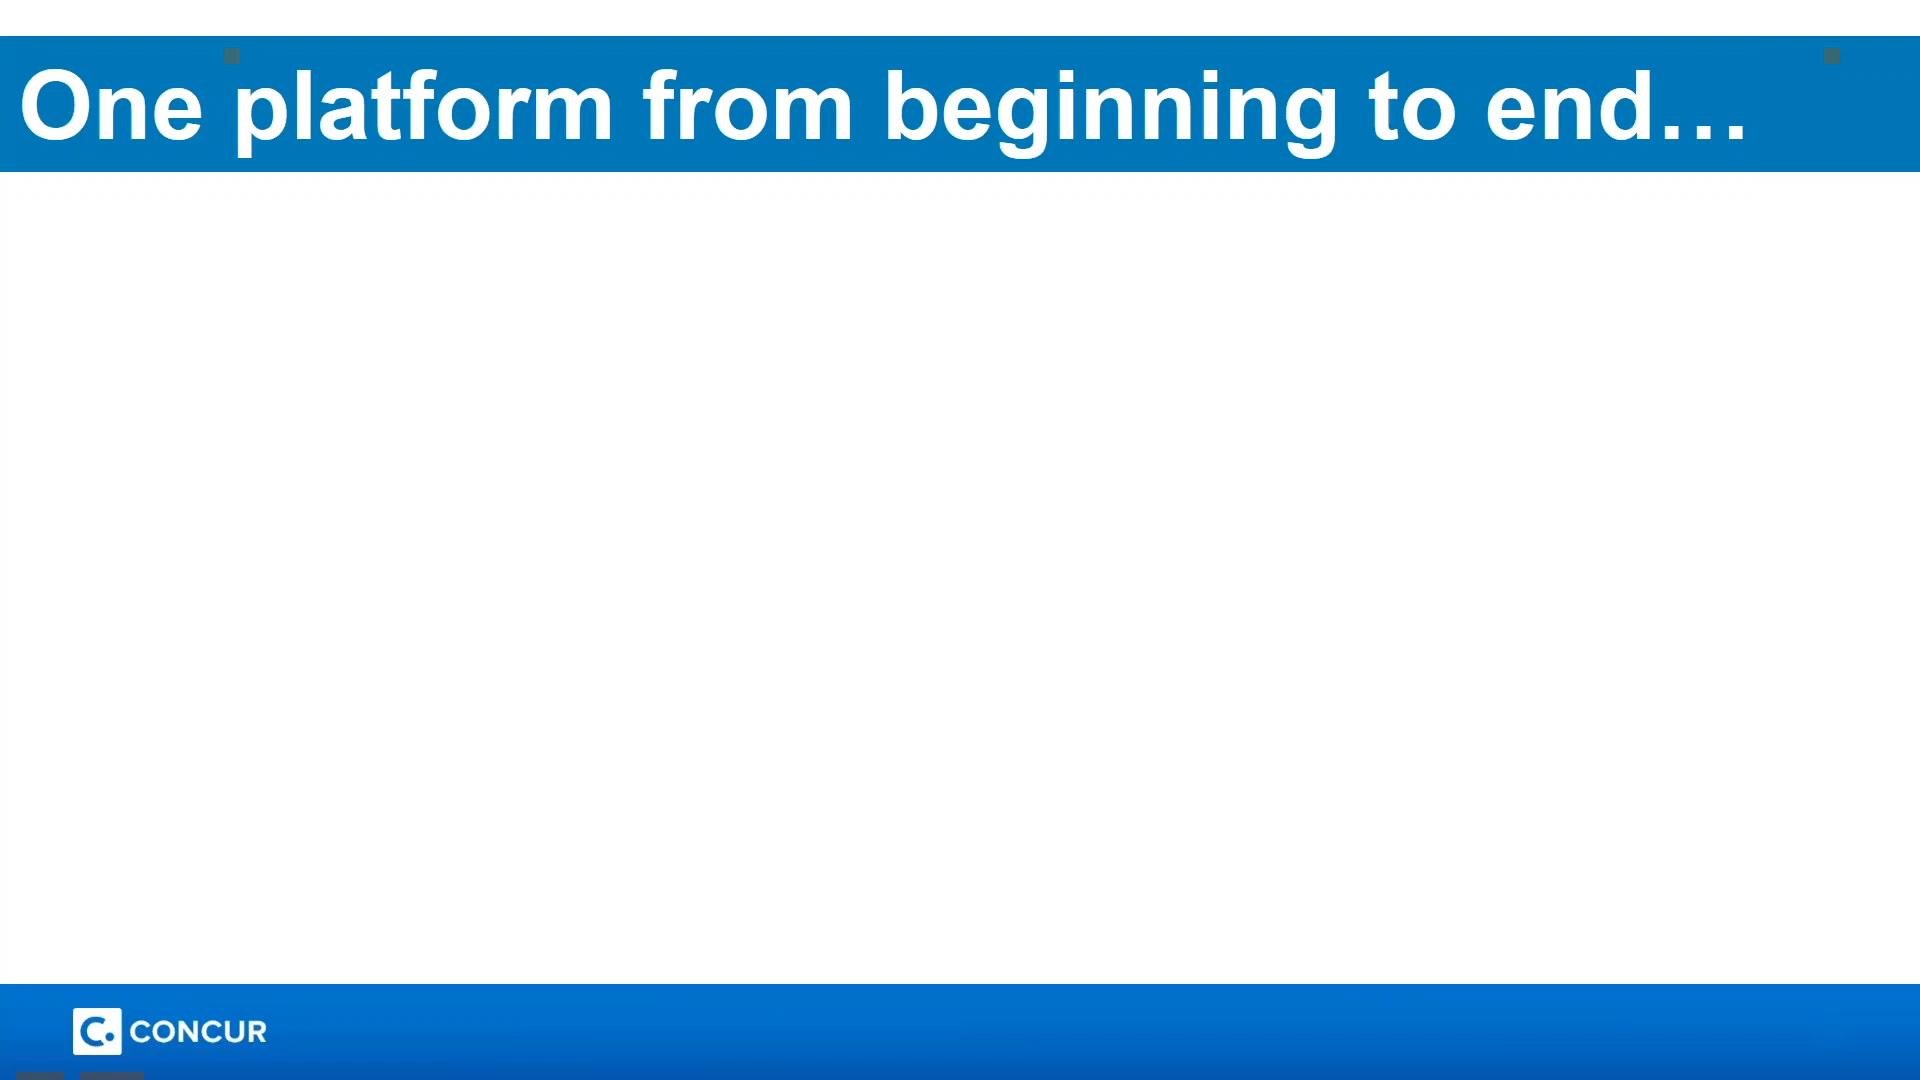 One platform from beginning to end…
C. CONCUR